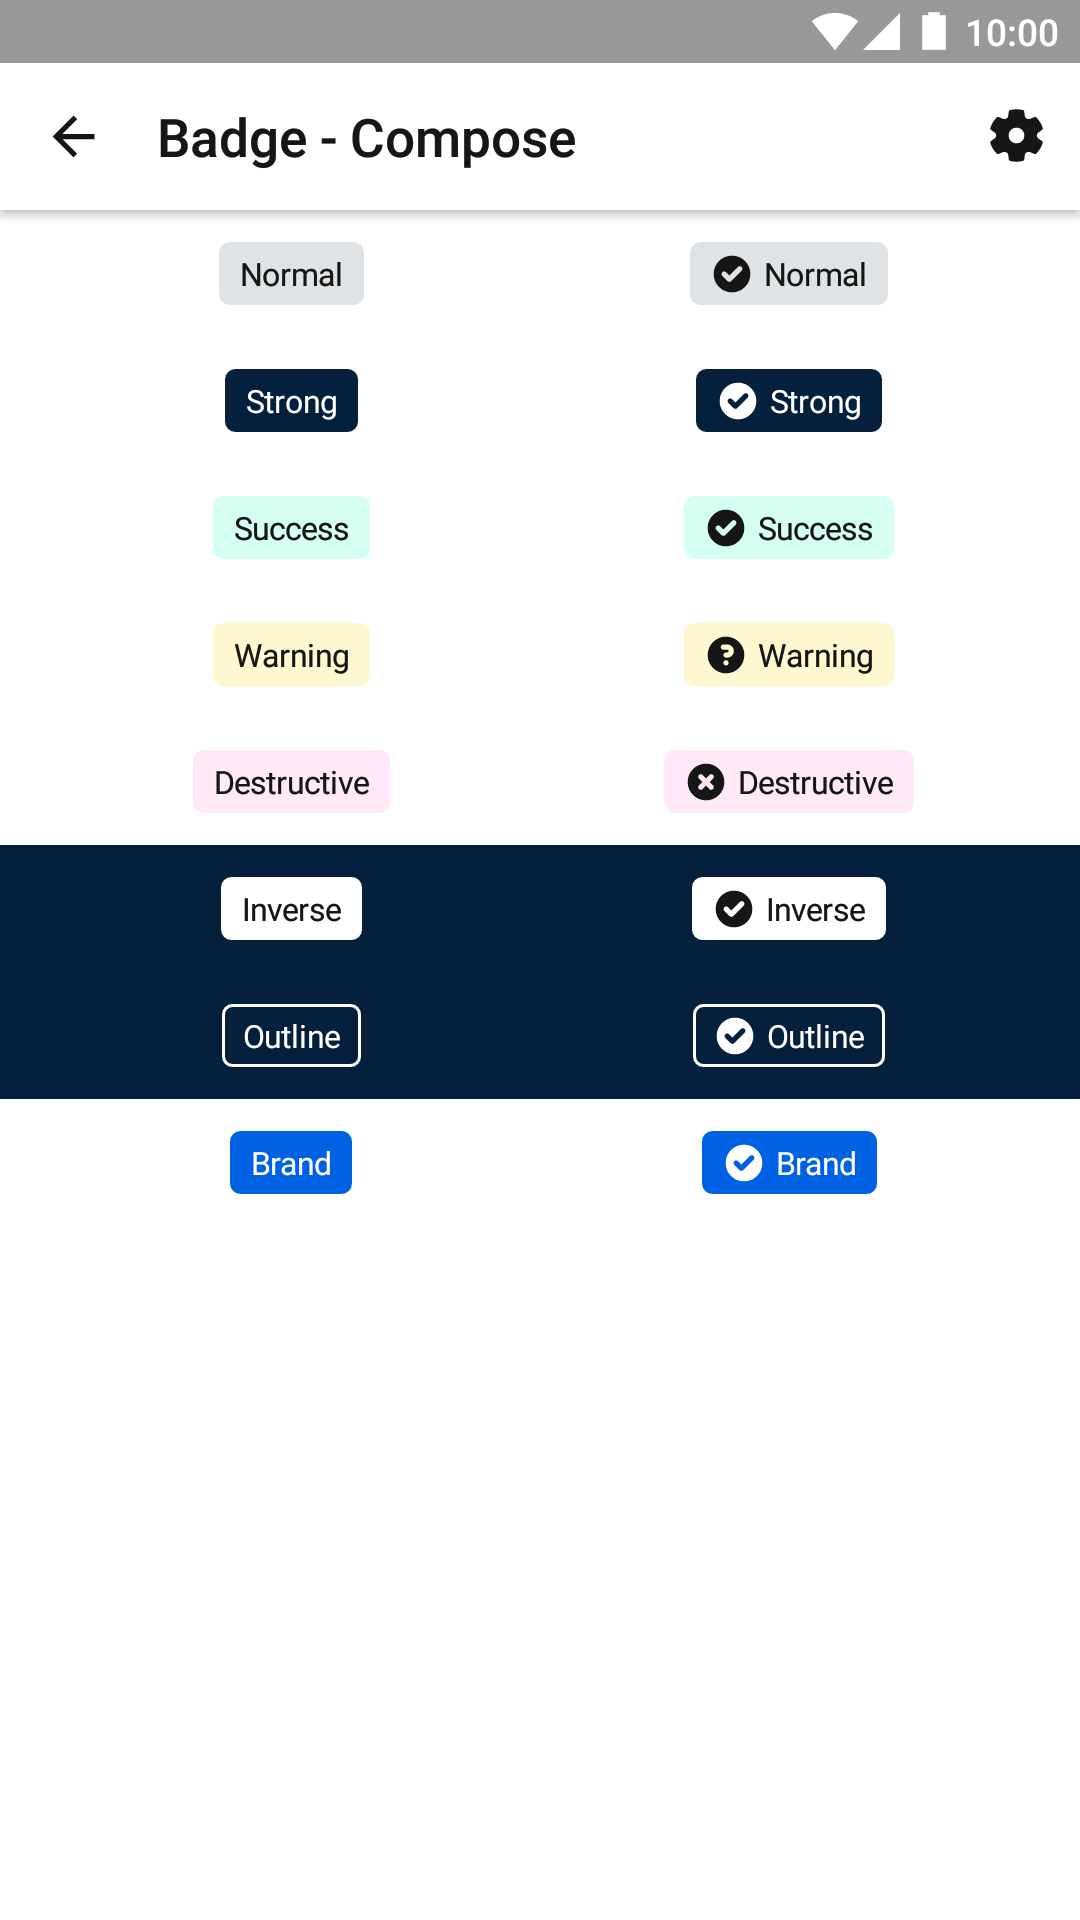 10:00
Badge - Compose
Normal Normal
Strong Strong
Success Success
Warning Warning
Destructive Destructive
Inverse Inverse
Outline Outline
Brand Brand